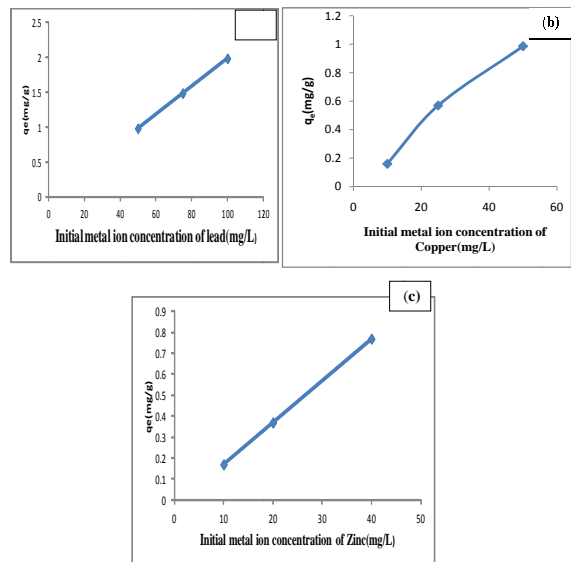 2.5
2
1.5
1
0.5
0
qe(mg/g)
0 20 40 60 80 100 120
Initial metal ion concentration of lead(mg/L)
(b)
1.2
1
0.8
0.6
0.4
0.2
0
qe(mg/g)
0 20 40 60
Initial metal ion concentration of
Copper(mg/L)
(c)
0.9
0.8
0.7
0.6
0.5
0.4
0.3
0.2
0.1
0
qe(mg/g)
0 10 20 30 40 50
Initial metal ion concentration of Zinc(mg/L)